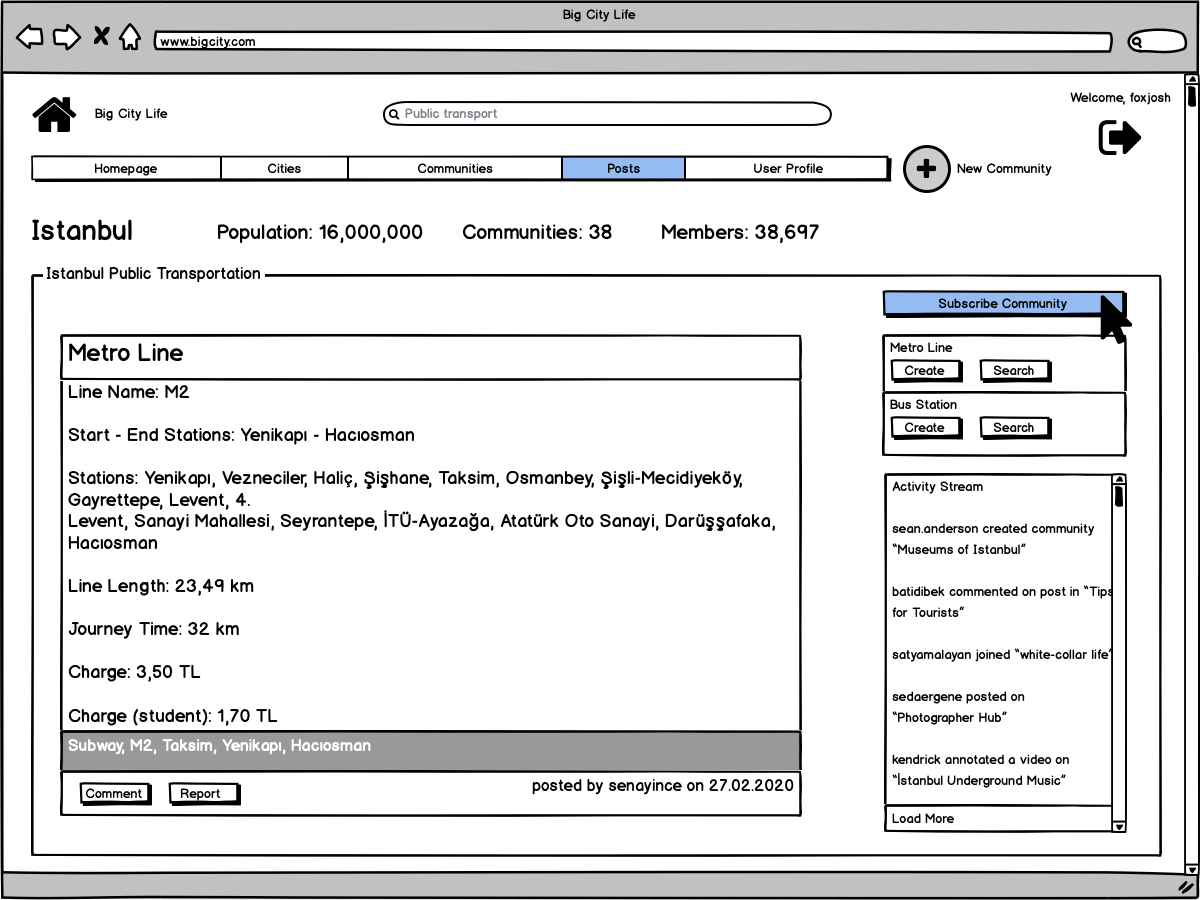 Big City Life
www.bigcity.com
Welcome, foxjosh
Big City Life
Public transport
Homepage Cities Communities Posts User Profile New Community
Istanbul Population: 16,000,000 Communities: 38 Members: 38,697
Istanbul Public Transportation
Subscribe Community
Metro Line
Line Name: M2
Start - End Stations: Yenikapı - Hacıosman
Stations: Yenikapı, Vezneciler, Haliç, Şişhane, Taksim, Osmanbey, Şişli-Mecidiyeköy,
Gayrettepe, Levent, 4.
Levent, Sanayi Mahallesi, Seyrantepe, İTÜ-Ayazağa, Atatürk Oto Sanayi, Darüşşafaka,
Hacıosman
Line Length: 23,49 km
Journey Time: 32 km
Charge: 3,50 TL
Charge (student): 1,70 TL
Subway, M2, Taksim, Yenikapı, Hacıosman
Comment Report posted by senayince on 27.02.2020
Metro Line
Create Search
Bus Station
Create Search
Activity Stream
sean.anderson created community
“Museums of Istanbul”
batidibek commented on post in “Tips
for Tourists”
satyamalayan joined “white-collar life”
sedaergene posted on
“Photographer Hub”
kendrick annotated a video on
“İstanbul Underground Music”
Load More